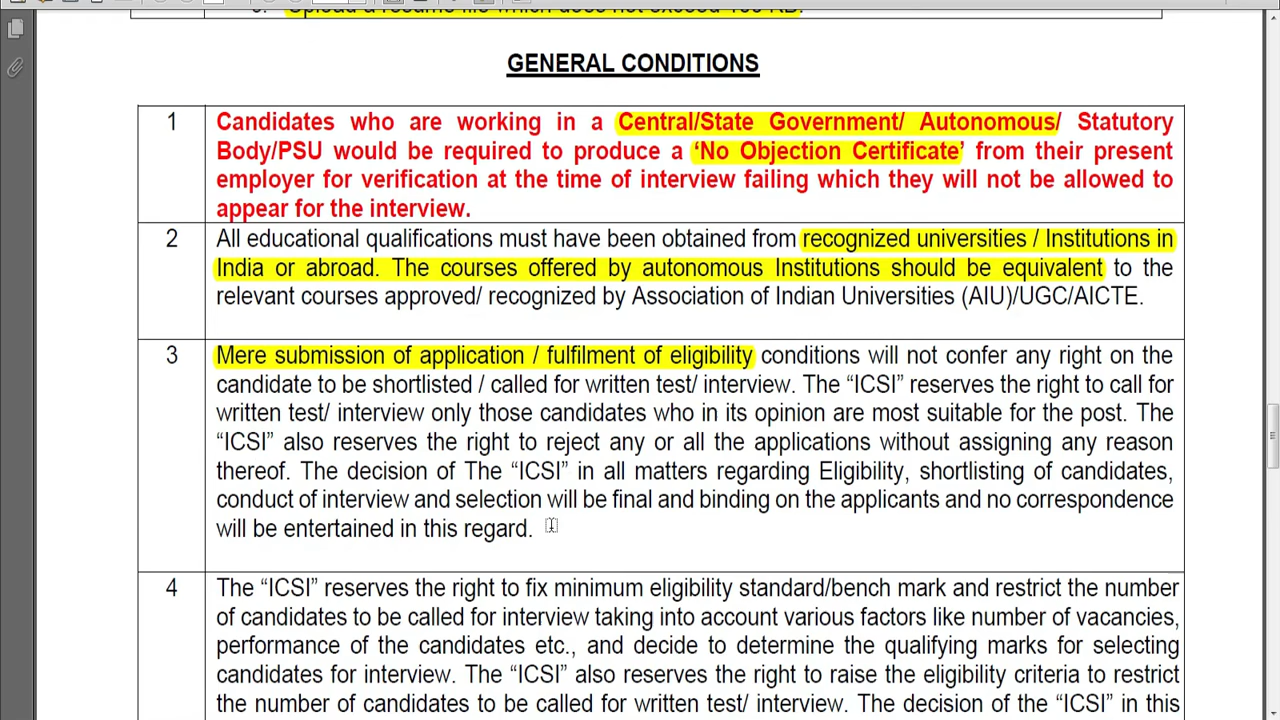 Upload a resume file which does not exceed 100 KB.
GENERAL CONDITIONS
1
Candidates who are working in a Central/State Government/ Autonomous/ Statutory
Body/PSU would be required to produce a ‘No Objection Certificate’ from their present
employer for verification at the time of interview failing which they will not be allowed to
appear for the interview.
2
All educational qualifications must have been obtained from recognized universities / Institutions in
India or abroad. The courses offered by autonomous Institutions should be equivalent to the
relevant courses approved/ recognized by Association of Indian Universities (AIU)/UGC/AICTE.
3
Mere submission of application / fulfilment of eligibility conditions will not confer any right on the
candidate to be shortlisted / called for written test/ interview. The “ICSI” reserves the right to call for
written test/ interview only those candidates who in its opinion are most suitable for the post. The
“ICSI” also reserves the right to reject any or all the applications without assigning any reason
thereof. The decision of The “ICSI” in all matters regarding Eligibility, shortlisting of candidates,
conduct of interview and selection will be final and binding on the applicants and no correspondence
will be entertained in this regard.
4
The “ICSI” reserves the right to fix minimum eligibility standard/bench mark and restrict the number
of candidates to be called for interview taking into account various factors like number of vacancies,
performance of the candidates etc., and decide to determine the qualifying marks for selecting
candidates for interview. The “ICSI” also reserves the right to raise the eligibility criteria to restrict
the number of candidates to be called for written test/ interview. The decision of the “ICSI” in this